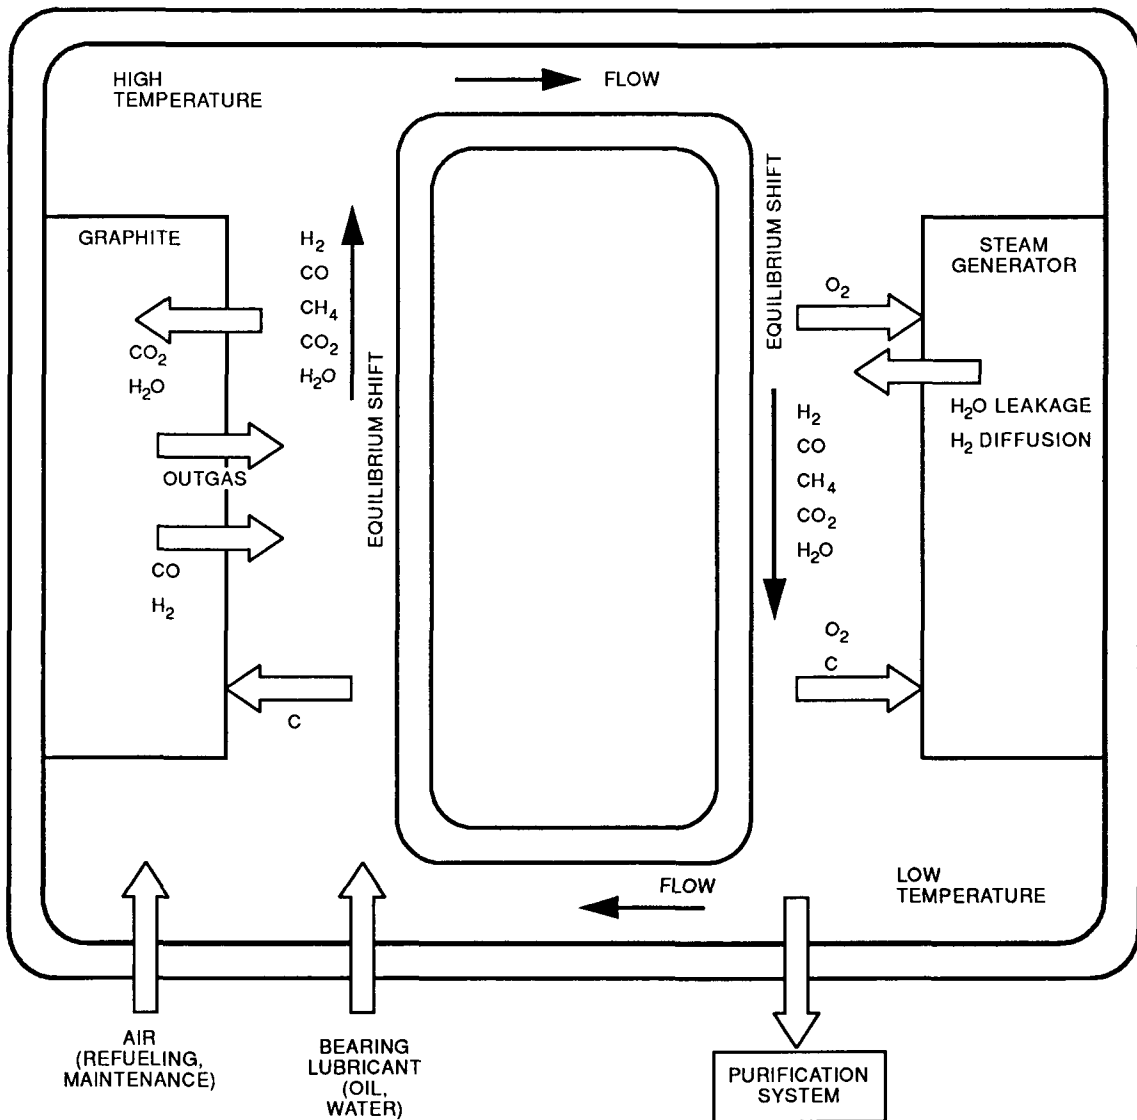 HIGH
TEMPERATURE
FLOW
GRAPHITE
CO₂
H₂O
OUTGAS
CO
H₂
C
H₂
CO
CH₄
CO₂
H₂O
EQUILIBRIUM SHIFT
EQUILIBRIUM SHIFT
O₂
STEAM
GENERATOR
H₂O LEAKAGE
H₂ DIFFUSION
H₂
CO
CH₄
CO₂
H₂O
O₂
C
FLOW
LOW
TEMPERATURE
AIR
(REFUELING,
MAINTENANCE)
BEARING
LUBRICANT
(OIL,
WATER)
PURIFICATION
SYSTEM